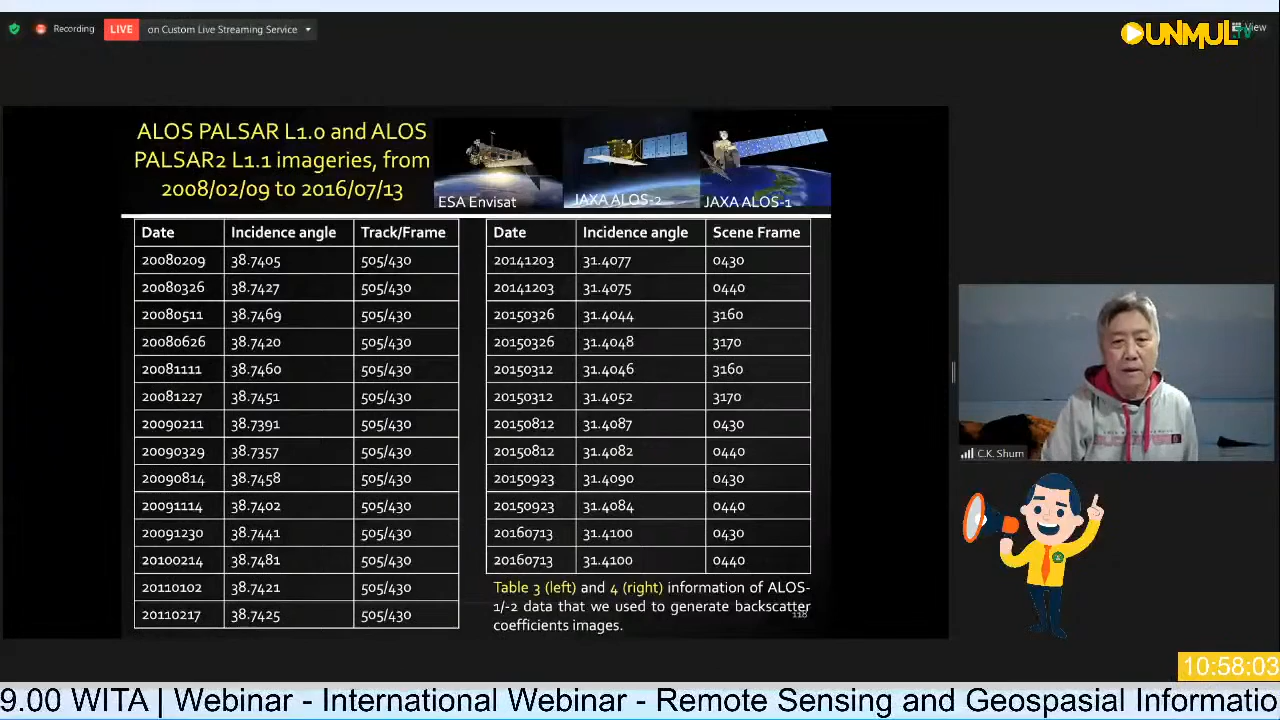 Recording
LIVE
on Custom Live Streaming Service
UNMUL TV
View
ALOS PALSAR L1.0 and ALOS
PALSAR2 L1.1 imageries, from
2008/02/09 to 2016/07/13
ESA Envisat
JAXA ALOS-2
JAXA ALOS-1
Date Incidence angle Track/Frame
20080209 38.7405 505/430
20080326 38.7427 505/430
20080511 38.7469 505/430
20080626 38.7420 505/430
20081111 38.7460 505/430
20081227 38.7451 505/430
20090211 38.7391 505/430
20090329 38.7357 505/430
20090814 38.7458 505/430
20091114 38.7402 505/430
20091230 38.7441 505/430
20100214 38.7481 505/430
20110102 38.7421 505/430
20110217 38.7425 505/430
Date Incidence angle Scene Frame
20141203 31.4077 0430
20141203 31.4075 0440
20150326 31.4044 3160
20150326 31.4048 3170
20150312 31.4046 3160
20150312 31.4052 3170
20150812 31.4087 0430
20150812 31.4082 0440
20150923 31.4090 0430
20150923 31.4084 0440
20160713 31.4100 0430
20160713 31.4100 0440
Table 3 (left) and 4 (right) information of ALOS-
1/-2 data that we used to generate backscatter
coefficients images.
118
C.K. Shum
10:58:03
9.00 WITA | Webinar - International Webinar - Remote Sensing and Geospasial Informatio